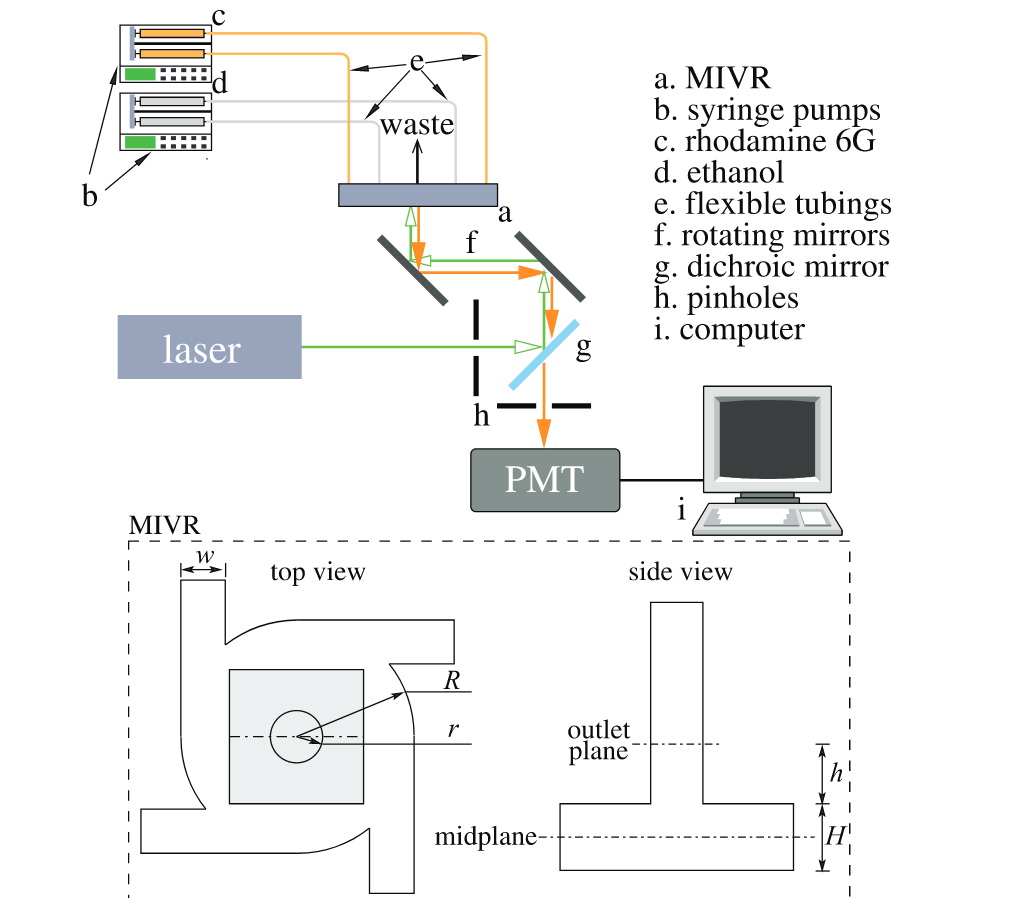 c
d
e
waste
b
a
f
a. MIVR
b. syringe pumps
c. rhodamine 6G
d. ethanol
e. flexible tubings
f. rotating mirrors
g. dichroic mirror
h. pinholes
i. computer
laser
g
h
PMT
i
MIVR
w
top view
side view
R
r
outlet
plane
h
midplane
H